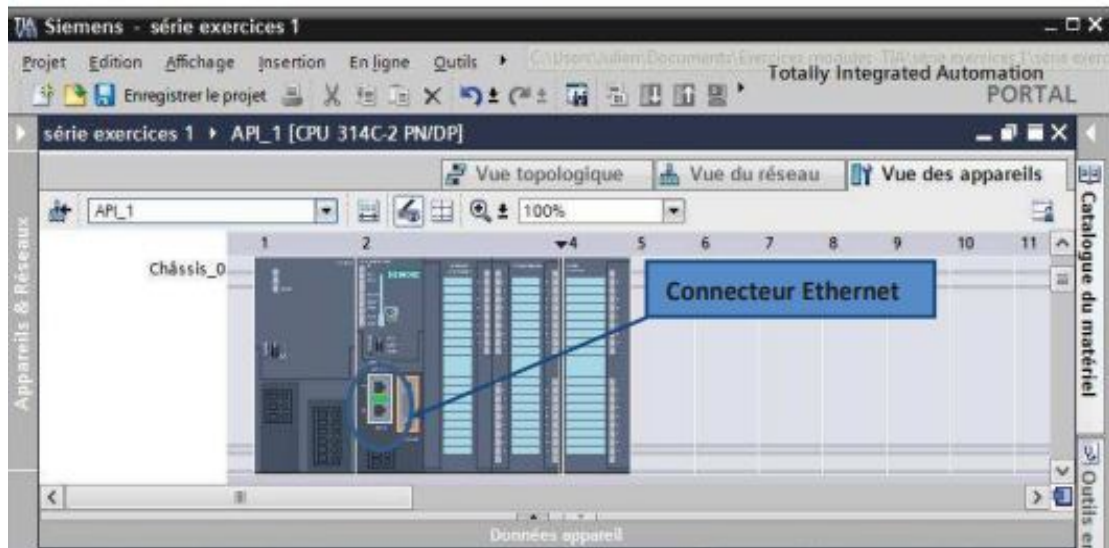 Siemens - série exercices 1
Projet Edition Affichage Insertion En ligne Outils
Totally Integrated Automation
PORTAL
Enregistrer le projet
série exercices 1 API_1 [CPU 314C-2 PN/DP]
Vue topologique Vue du réseau Vue des appareils
API_1 100%
1 2 4 5 6 7 8 9 10 11
Châssis_0
Connecteur Ethernet
Données appareil
Appareils & Réseaux
Catalogue du matériel
Outils en